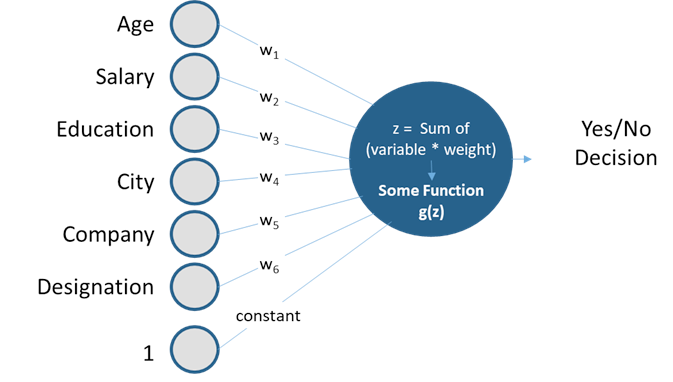 Age
w1
Salary
w2
Education
w3
City
w4
Company
w5
Designation
w6
constant
1
z = Sum of
(variable * weight)
Some Function
g(z)
Yes/No
Decision